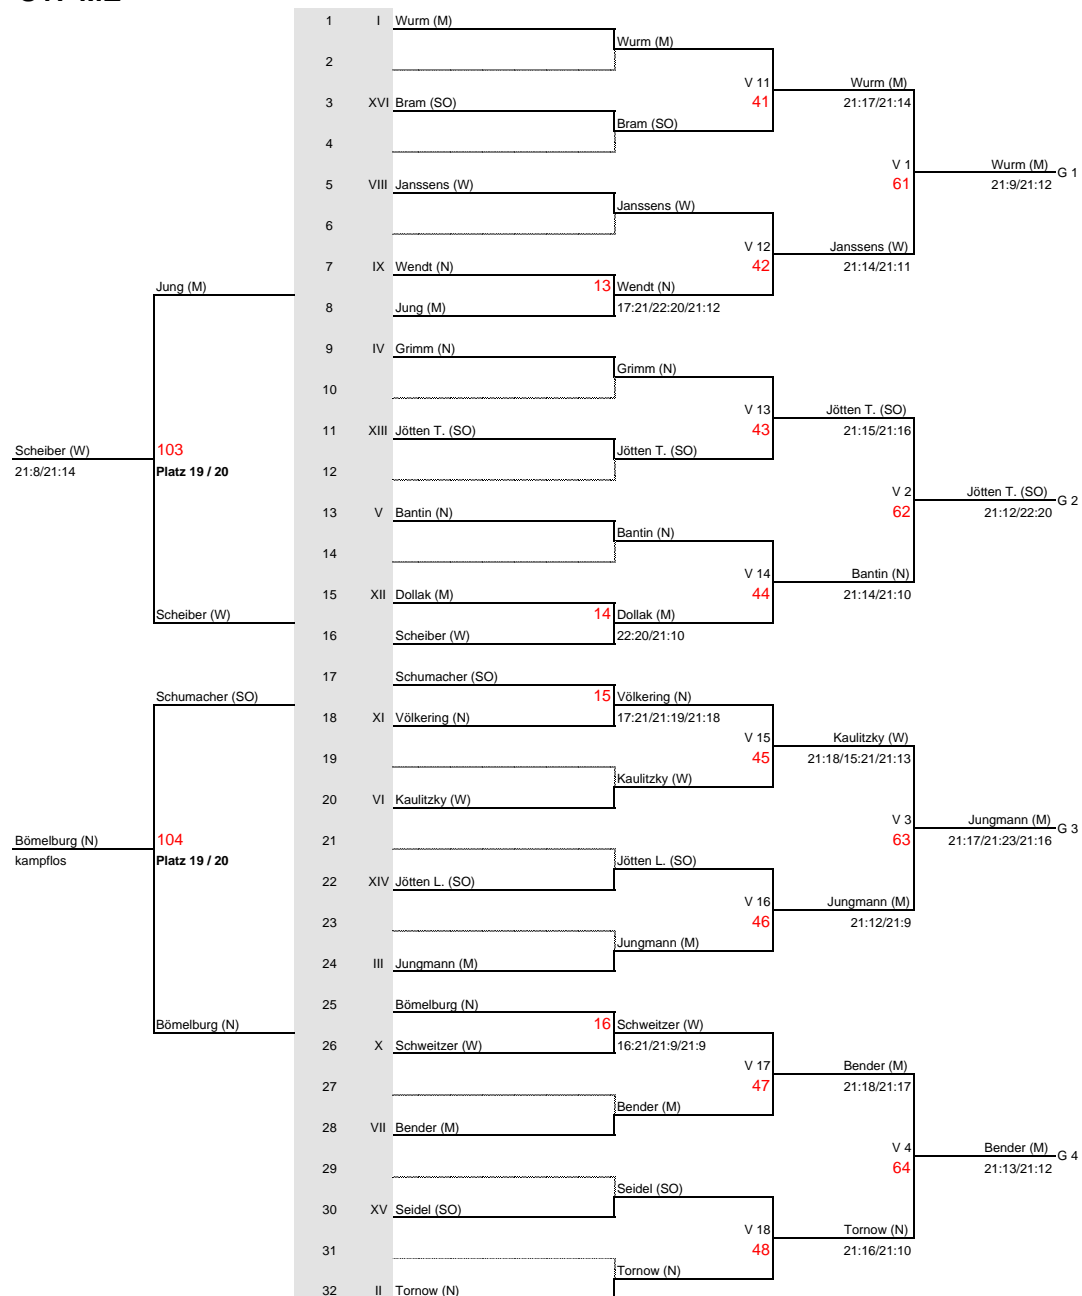 1 I Wurm (M)
Wurm (M)
2
V 11 Wurm (M)
3 XVI Bram (SO) 41 21:17/21:14
Bram (SO)
4
V 1 Wurm (M) G 1
5 VIII Janssens (W) 61 21:9/21:12
Janssens (W)
6
V 12 Janssens (W)
7 IX Wendt (N) 42 21:14/21:11
Jung (M) 13 Wendt (N)
8 Jung (M) 17:21/22:20/21:12
9 IV Grimm (N)
Grimm (N)
10
V 13 Jötten T. (SO)
11 XIII Jötten T. (SO) 43 21:15/21:16
Scheiber (W) 103 Jötten T. (SO)
21:8/21:14 Platz 19 / 20 12
V 2 Jötten T. (SO) G 2
13 V Bantin (N) 62 21:12/22:20
Bantin (N)
14
V 14 Bantin (N)
15 XII Dollak (M) 44 21:14/21:10
Scheiber (W) 14 Dollak (M)
16 Scheiber (W) 22:20/21:10
17 Schumacher (SO)
Schumacher (SO) 15 Völkering (N)
18 XI Völkering (N) 17:21/21:19/21:18
V 15 Kaulitzky (W)
19 45 21:18/15:21/21:13
Kaulitzky (W)
20 VI Kaulitzky (W)
V 3 Jungmann (M) G 3
Bömelburg (N) 104 21 63 21:17/21:23/21:16
kampflos Platz 19 / 20 Jötten L. (SO)
22 XIV Jötten L. (SO)
V 16 Jungmann (M)
23 46 21:12/21:9
Jungmann (M)
24 III Jungmann (M)
25 Bömelburg (N)
Bömelburg (N) 16 Schweitzer (W)
26 X Schweitzer (W) 16:21/21:9/21:9
V 17 Bender (M)
27 47 21:18/21:17
Bender (M)
28 VII Bender (M)
V 4 Bender (M) G 4
29 64 21:13/21:12
Seidel (SO)
30 XV Seidel (SO)
V 18 Tornow (N)
31 48 21:16/21:10
Tornow (N)
32 II Tornow (N)